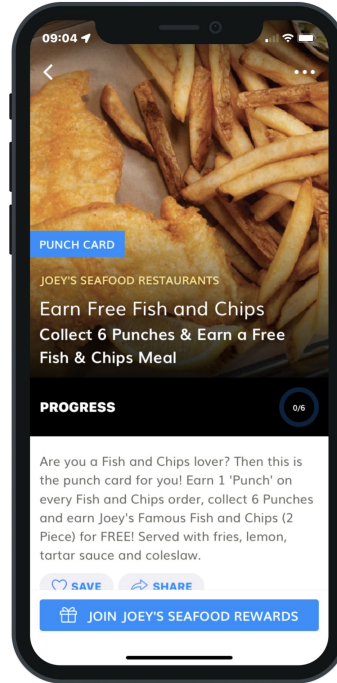 09:04
PUNCH CARD
JOEY'S SEAFOOD RESTAURANTS
Earn Free Fish and Chips
Collect 6 Punches & Earn a Free
Fish & Chips Meal
PROGRESS
0/6
Are you a Fish and Chips lover? Then this is
the punch card for you! Earn 1 'Punch' on
every Fish and Chips order, collect 6 Punches
and earn Joey's Famous Fish and Chips (2
Piece) for FREE! Served with fries, lemon,
tartar sauce and coleslaw.
SAVE
SHARE
JOIN JOEY'S SEAFOOD REWARDS